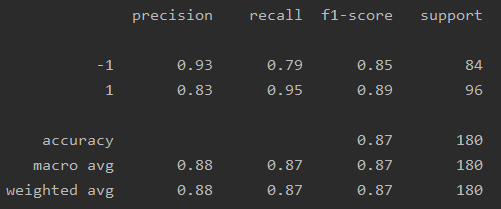 precision recall f1-score support
-1 0.93 0.79 0.85 84
1 0.83 0.95 0.89 96
accuracy 0.87 180
macro avg 0.88 0.87 0.87 180
weighted avg 0.88 0.87 0.87 180